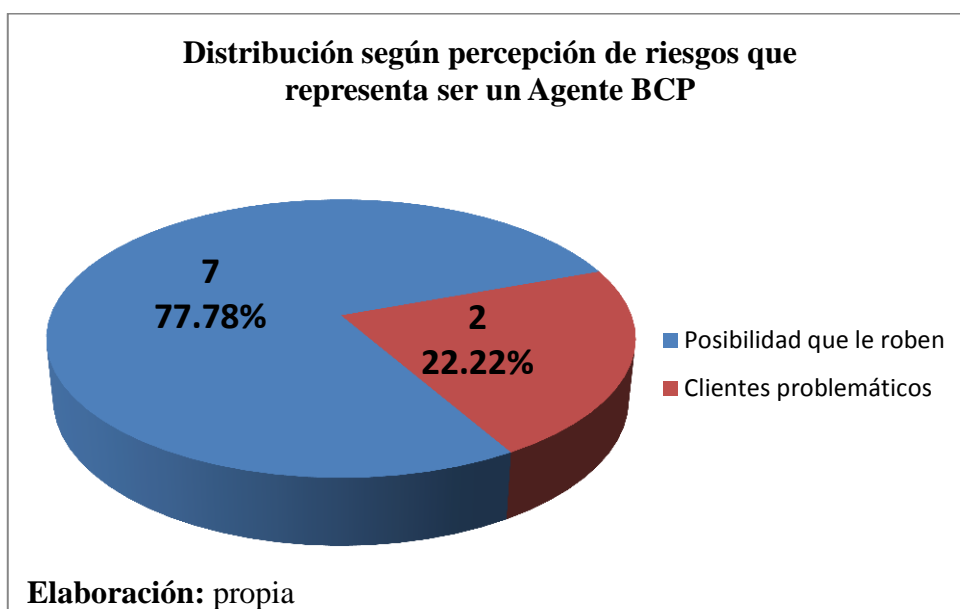 Distribución según percepción de riesgos que
representa ser un Agente BCP
7
77.78%
2
22.22%
Posibilidad que le roben
Clientes problemáticos
Elaboración: propia